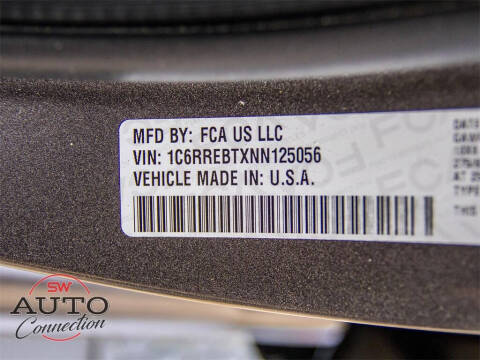 MFD BY: FCA US LLC
VIN: 1C6RREBTXNN125056
VEHICLE MADE IN: U.S.A.
SW
AUTO
Connection